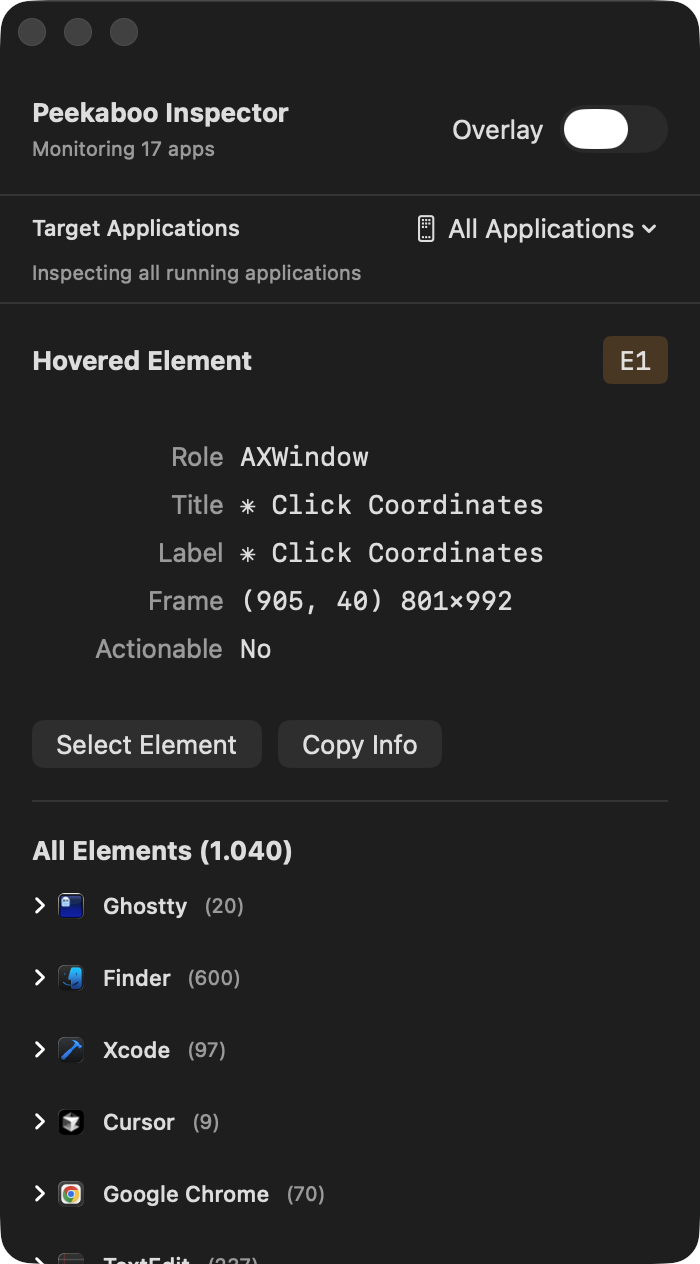 Peekaboo Inspector
Monitoring 17 apps
Overlay
Target Applications
All Applications
Inspecting all running applications
Hovered Element
E1
Role AXWindow
Title ✳ Click Coordinates
Label ✳ Click Coordinates
Frame (905, 40) 801×992
Actionable No
Select Element
Copy Info
All Elements (1.040)
Ghostty (20)
Finder (600)
Xcode (97)
Cursor (9)
Google Chrome (70)
TextEdit